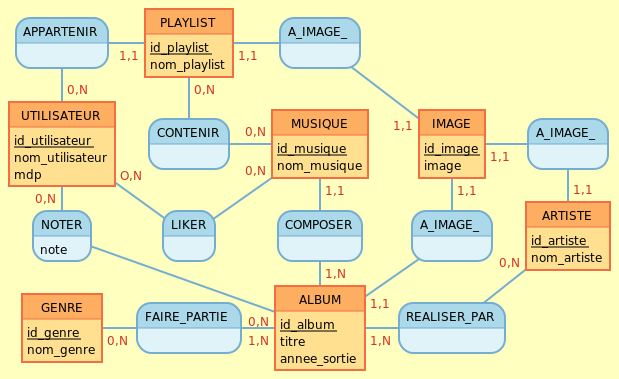 APPARTENIR
PLAYLIST
id_playlist
nom_playlist
A_IMAGE_
1,1
1,1
0,N
0,N
UTILISATEUR
id_utilisateur
nom_utilisateur
mdp
CONTENIR
0,N
MUSIQUE
id_musique
nom_musique
1,1
IMAGE
id_image
image
1,1
A_IMAGE_
0,N
O,N
0,N
1,1
1,1
1,1
NOTER
note
LIKER
COMPOSER
A_IMAGE_
ARTISTE
id_artiste
nom_artiste
0,N
1,N
GENRE
id_genre
nom_genre
0,N
FAIRE_PARTIE
0,N
1,N
ALBUM
id_album
titre
annee_sortie
1,1
1,N
REALISER_PAR